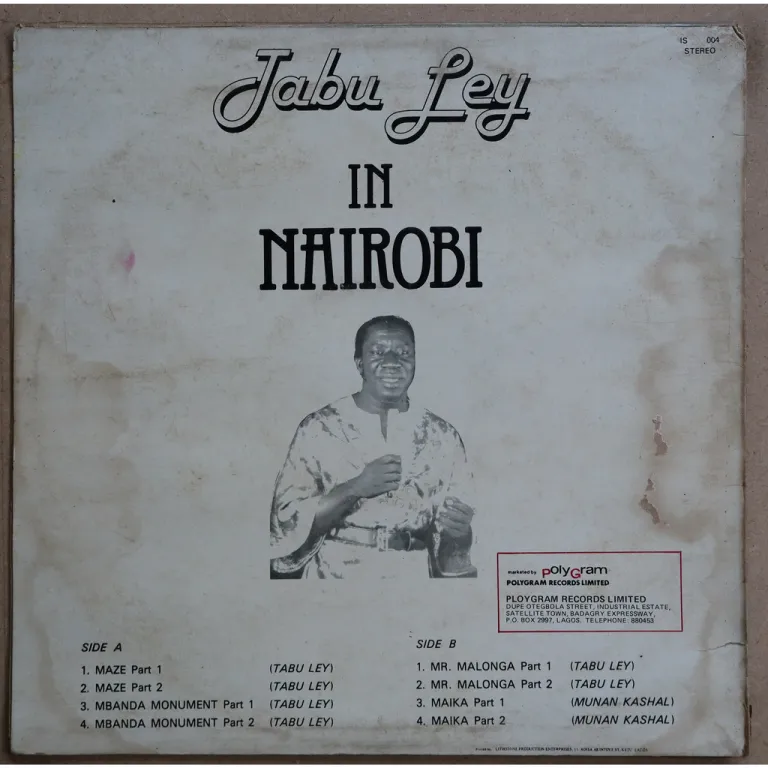 IS 004
STEREO
Tabu Ley
IN
NAIROBI
marketed by PolyGram
POLYGRAM RECORDS LIMITED
PLOYGRAM RECORDS LIMITED
DUPE OTEGBOLA STREET, INDUSTRIAL ESTATE,
SATELLITE TOWN, BADAGRY EXPRESSWAY,
P.O. BOX 2997, LAGOS. TELEPHONE: 880453
SIDE A
1. MAZE Part 1 (TABU LEY)
2. MAZE Part 2 (TABU LEY)
3. MBANDA MONUMENT Part 1 (TABU LEY)
4. MBANDA MONUMENT Part 2 (TABU LEY)
SIDE B
1. MR. MALONGA Part 1 (TABU LEY)
2. MR. MALONGA Part 2 (TABU LEY)
3. MAIKA Part 1 (MUNAN KASHAL)
4. MAIKA Part 2 (MUNAN KASHAL)